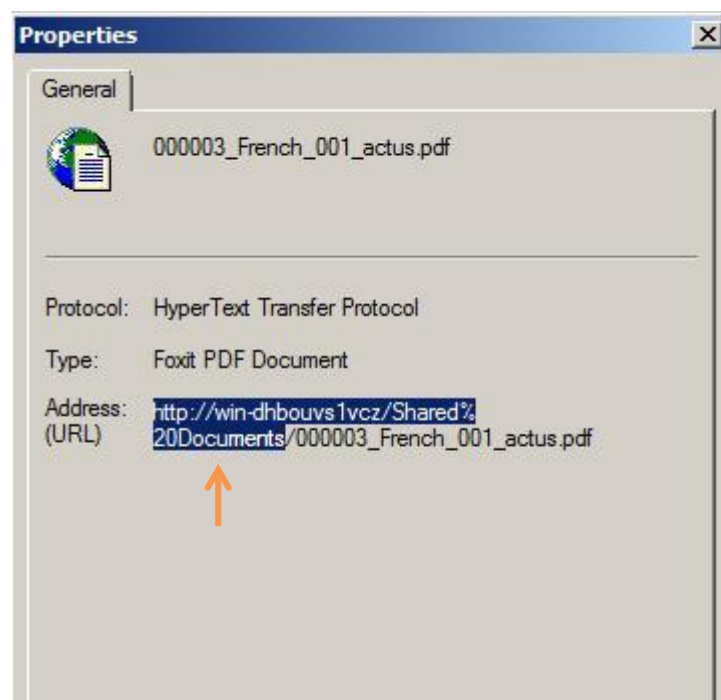 Properties
General
000003_French_001_actus.pdf
Protocol: HyperText Transfer Protocol
Type: Foxit PDF Document
Address: http://win-dhbouvs1vcz/Shared%
(URL) 20Documents/000003_French_001_actus.pdf